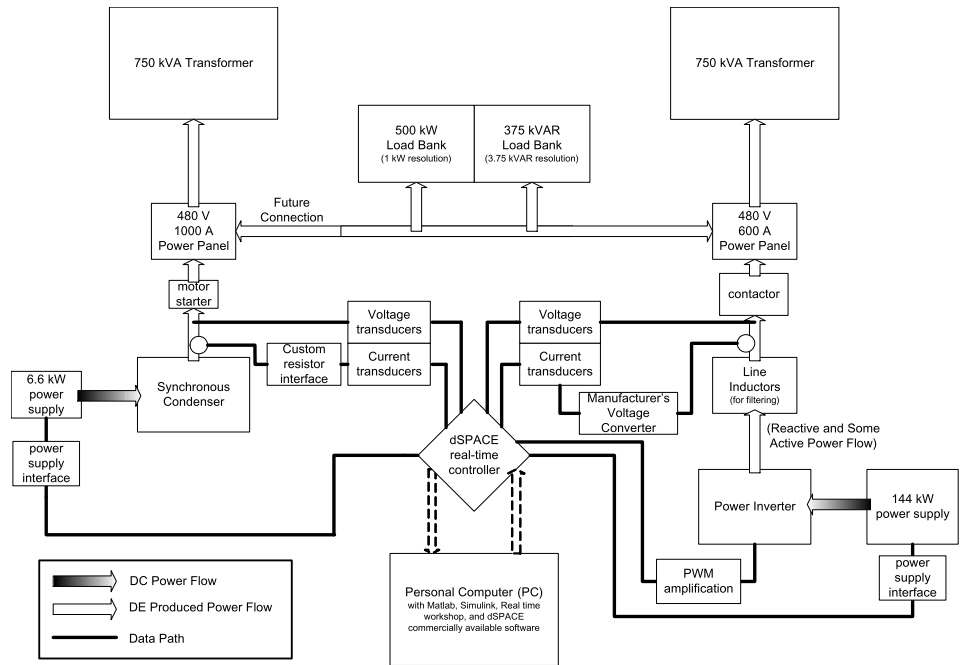 750 kVA Transformer
750 kVA Transformer
500 kW
Load Bank
(1 kW resolution)
375 kVAR
Load Bank
(3.75 kVAR resolution)
Future
Connection
480 V
1000 A
Power Panel
480 V
600 A
Power Panel
motor
starter
contactor
Voltage
transducers
Voltage
transducers
Custom
resistor
interface
Current
transducers
Current
transducers
Line
Inductors
(for filtering)
6.6 kW
power
supply
Synchronous
Condenser
Manufacturer's
Voltage
Converter
(Reactive and Some
Active Power Flow)
power
supply
interface
dSPACE
real-time
controller
Power Inverter
144 kW
power supply
DC Power Flow
DE Produced Power Flow
Data Path
Personal Computer (PC)
with Matlab, Simulink, Real time
workshop, and dSPACE
commercially available software
PWM
amplification
power
supply
interface